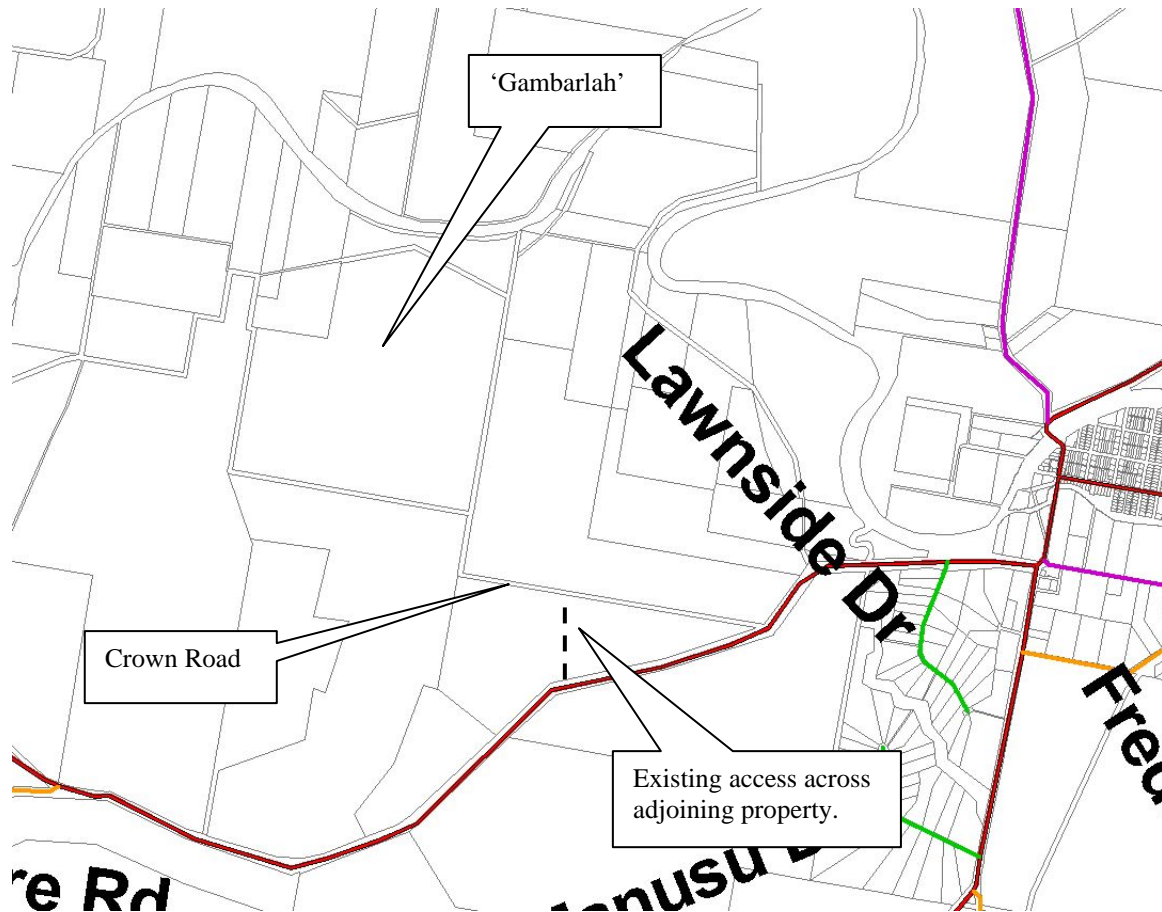 ‘Gambarlah’
Lawnside Dr
Crown Road
Existing access across
adjoining property.
re Rd